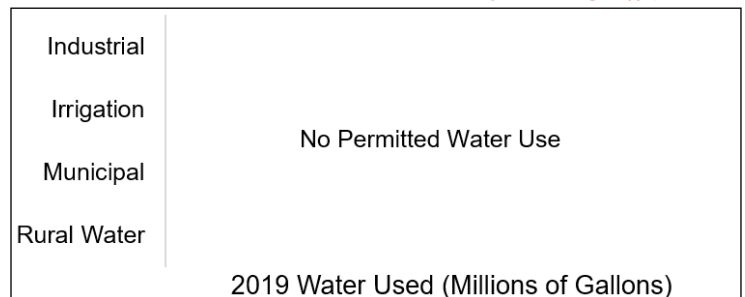 Industrial
Irrigation
No Permitted Water Use
Municipal
Rural Water
2019 Water Used (Millions of Gallons)